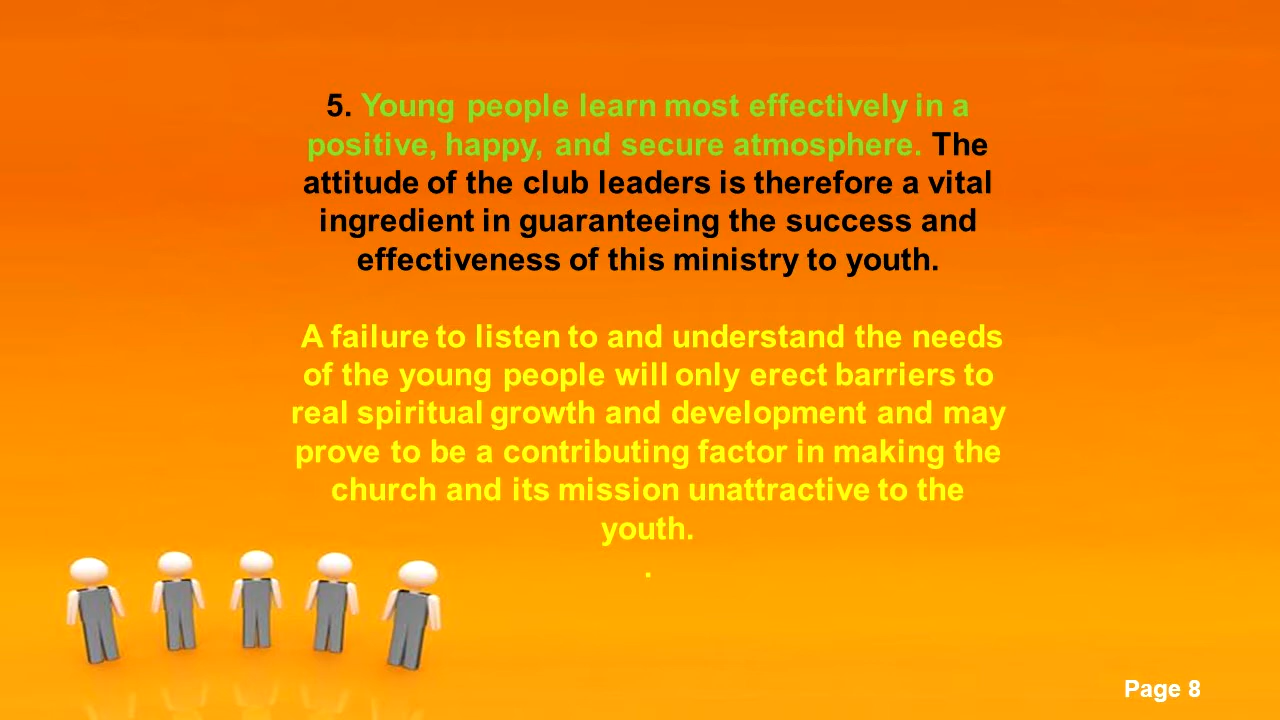 5. Young people learn most effectively in a
positive, happy, and secure atmosphere. The
attitude of the club leaders is therefore a vital
ingredient in guaranteeing the success and
effectiveness of this ministry to youth.
A failure to listen to and understand the needs
of the young people will only erect barriers to
real spiritual growth and development and may
prove to be a contributing factor in making the
church and its mission unattractive to the
youth.
.
Page 8